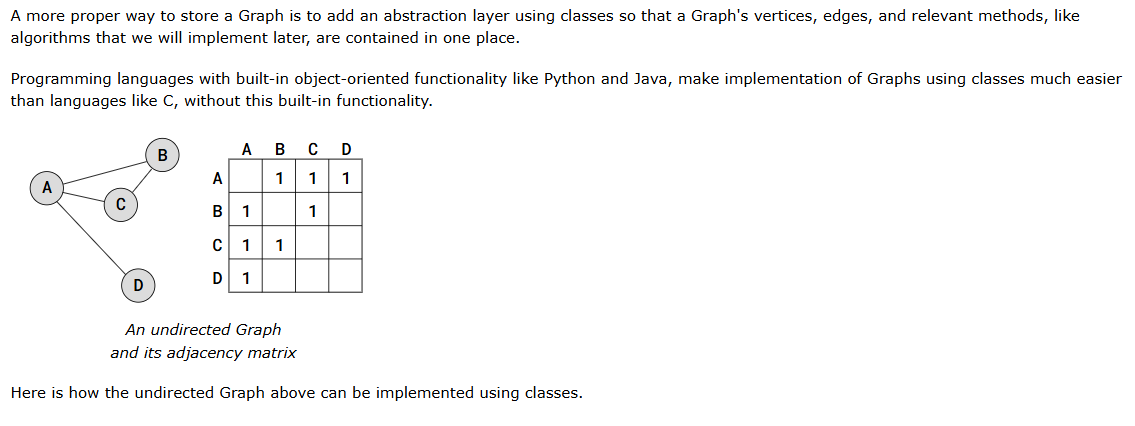 A more proper way to store a Graph is to add an abstraction layer using classes so that a Graph's vertices, edges, and relevant methods, like
algorithms that we will implement later, are contained in one place.
Programming languages with built-in object-oriented functionality like Python and Java, make implementation of Graphs using classes much easier
than languages like C, without this built-in functionality.
A
B
C
D
A B C D
A 1 1 1
B 1 1
C 1 1
D 1
An undirected Graph
and its adjacency matrix
Here is how the undirected Graph above can be implemented using classes.